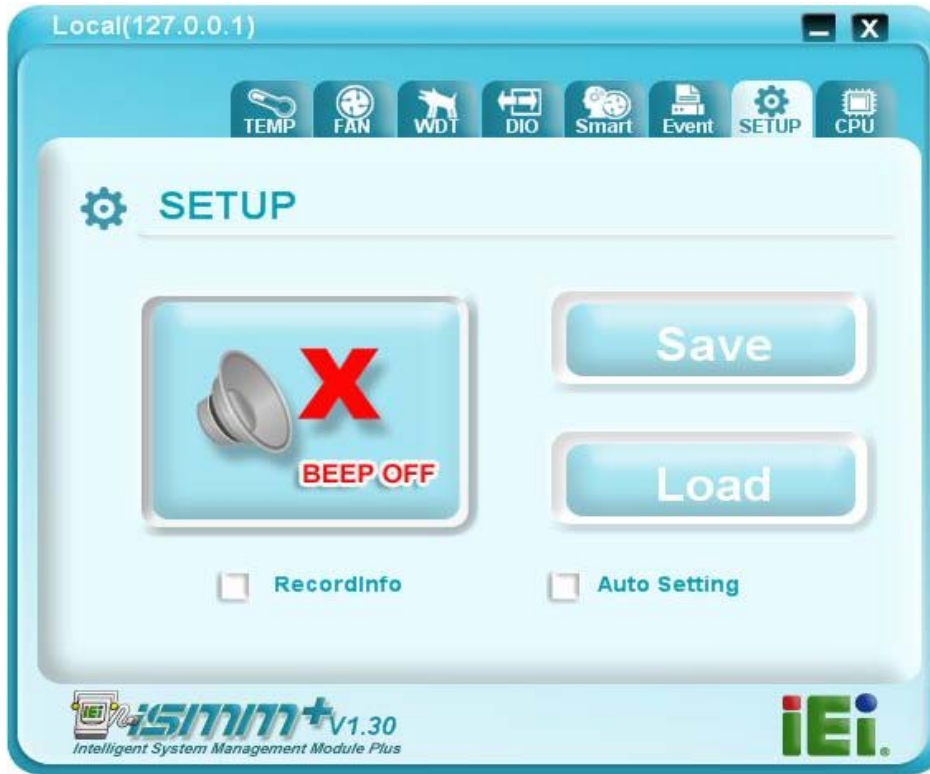 Local(127.0.0.1)
TEMP FAN WDT DIO Smart Event SETUP CPU
SETUP
X
BEEP OFF
Save
Load
RecordInfo
Auto Setting
iEi
ismm+ V1.30
Intelligent System Management Module Plus
iEi